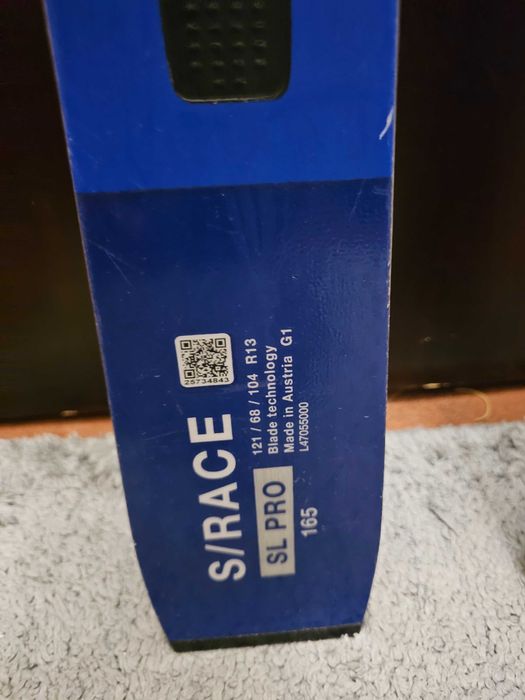 S/RACE
SL PRO
165
121 / 68 / 104 R13
Blade technology
Made in Austria G1
L47055000
25734843